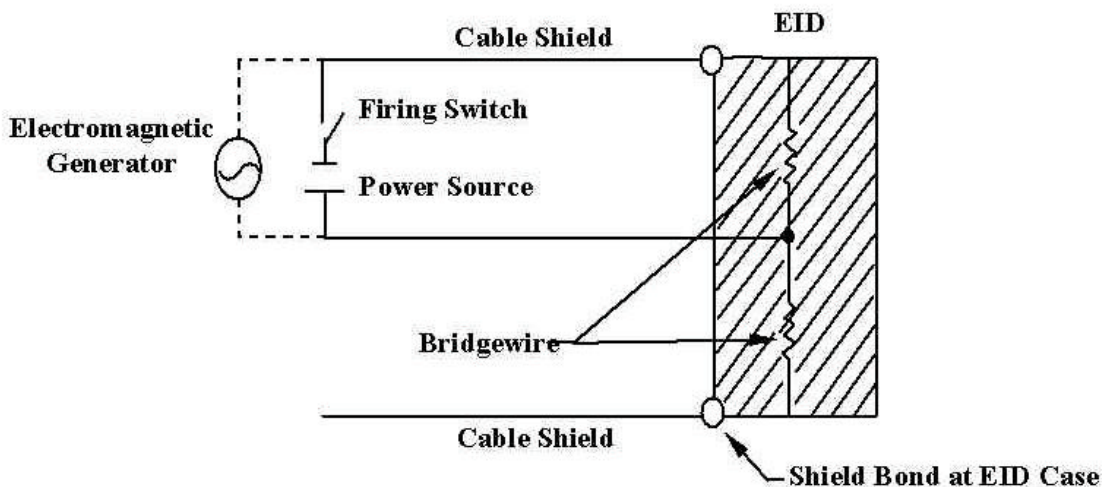 EID
Cable Shield
Firing Switch
Electromagnetic
Generator
Power Source
Bridgewire
Cable Shield
Shield Bond at EID Case